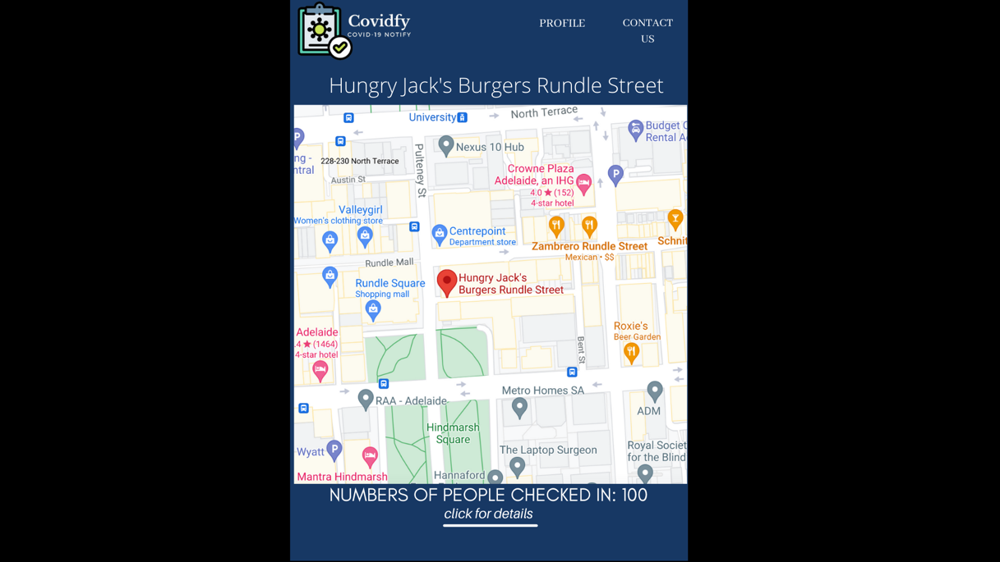 Covidfy
COVID-19 NOTIFY
PROFILE
CONTACT
US
Hungry Jack's Burgers Rundle Street
North Terrace
University
Budget C
Rental A
P
Nexus 10 Hub
ng -
ntral
228-230 North Terrace
Pulteney St
Crowne Plaza
Adelaide, an IHG
4.0 ★ (152)
4-star hotel
P
Austin St
Valleygirl
Women's clothing store
Centrepoint
Department store
Zambrero Rundle Street
Mexican • $$
Schnit
Rundle Mall
Rundle Square
Shopping mall
Hungry Jack's
Burgers Rundle Street
Adelaide
.4 ★ (1464)
4-star hotel
Roxie's
Beer Garden
Bent St
RAA - Adelaide
Metro Homes SA
ADM
Hindmarsh
Square
Wyatt
P
The Laptop Surgeon
Royal Socie
for the Blind
Mantra Hindmarsh
Hannaford
NUMBERS OF PEOPLE CHECKED IN: 100
click for details